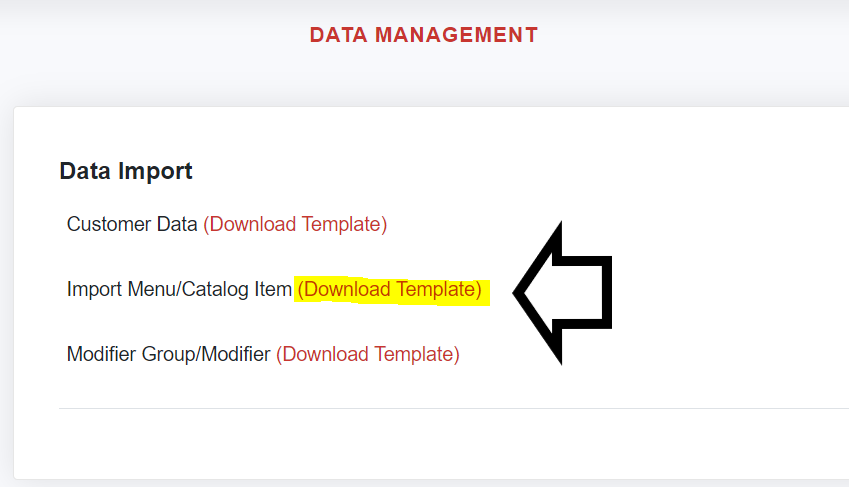 DATA MANAGEMENT
Data Import
Customer Data (Download Template)
Import Menu/Catalog Item (Download Template)
Modifier Group/Modifier (Download Template)